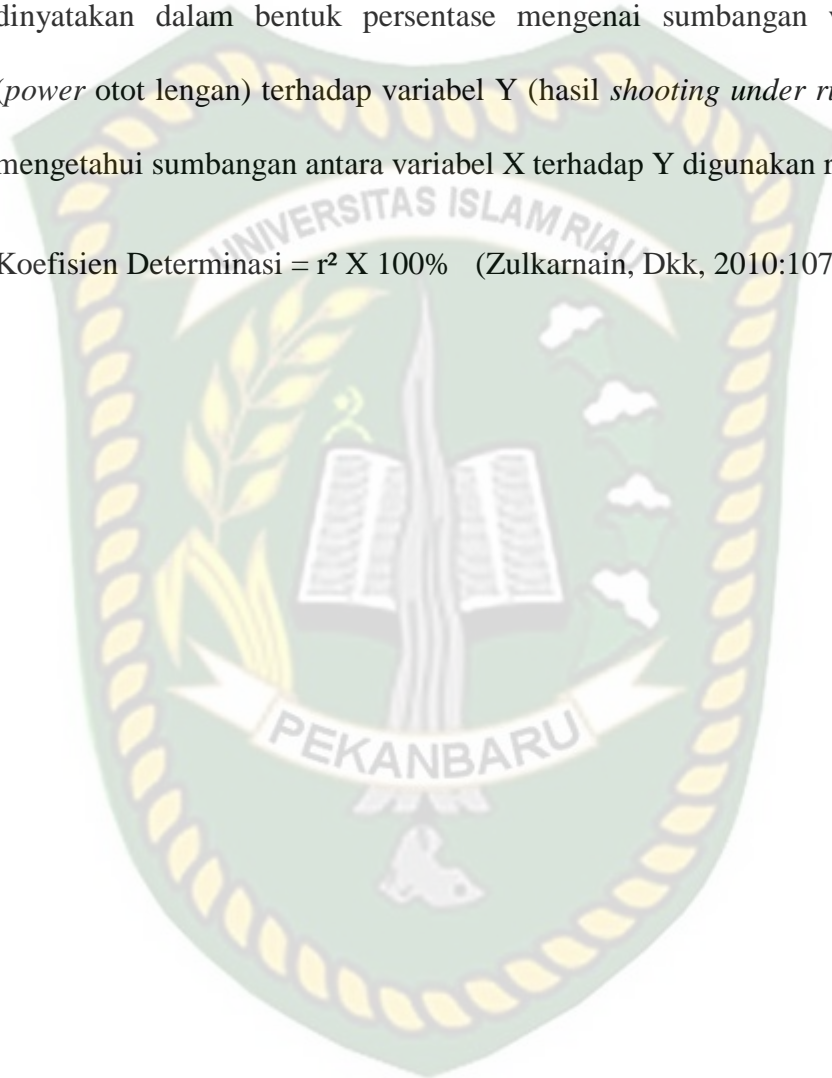 dinyatakan dalam bentuk persentase mengenai sumbangan
(power otot lengan) terhadap variabel Y (hasil shooting under
mengetahui sumbangan antara variabel X terhadap Y digunakan
Koefisien Determinasi = r² X 100% (Zulkarnain, Dkk, 2010:107
UNIVERSITAS ISLAM RIAU
PEKANBARU